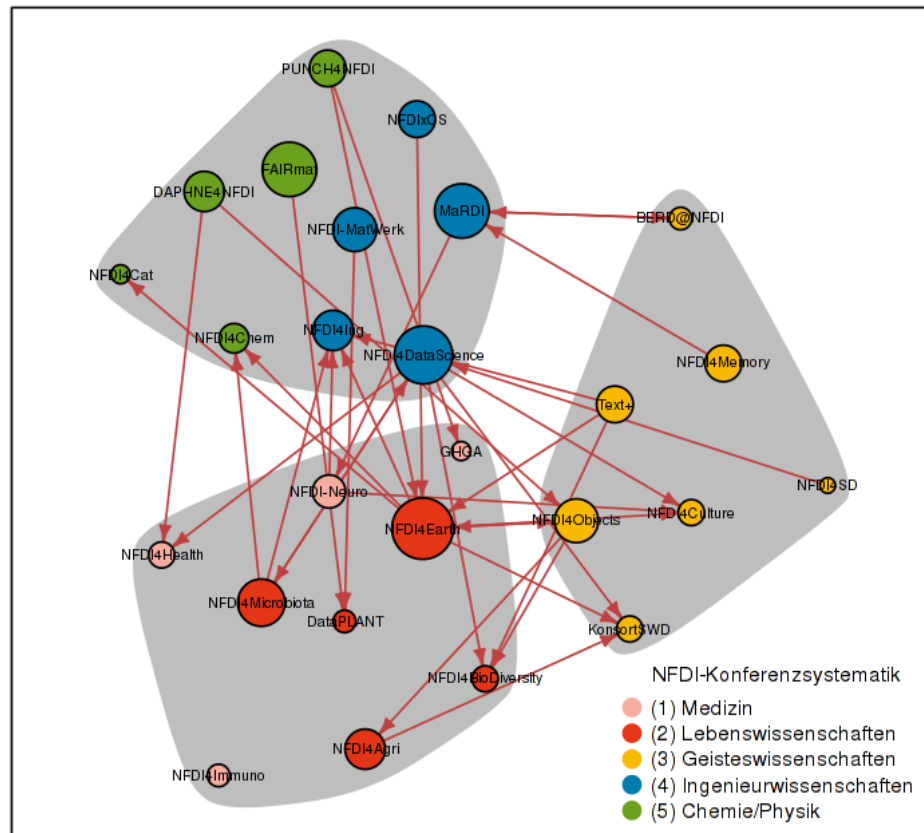 PUNCH4NFDI
NFDIxCS
FAIRmat
DAPHNE4NFDI
MaRDI
BERD@NFDI
NFDI-MatWerk
NFDI4Cat
NFDI4Chem
NFDI4Ing
NFDI4DataScience
NFDI4Memory
Text+
GHGA
NFDI-Neuro
NFDI4SD
NFDI4Earth
NFDI4Objects
NFDI4Culture
NFDI4Health
NFDI4Microbiota
DataPLANT
KonsortSWD
NFDI4BioDiversity
NFDI4Agri
NFDI4Immuno
NFDI-Konferenzsystematik
(1) Medizin
(2) Lebenswissenschaften
(3) Geisteswissenschaften
(4) Ingenieurwissenschaften
(5) Chemie/Physik